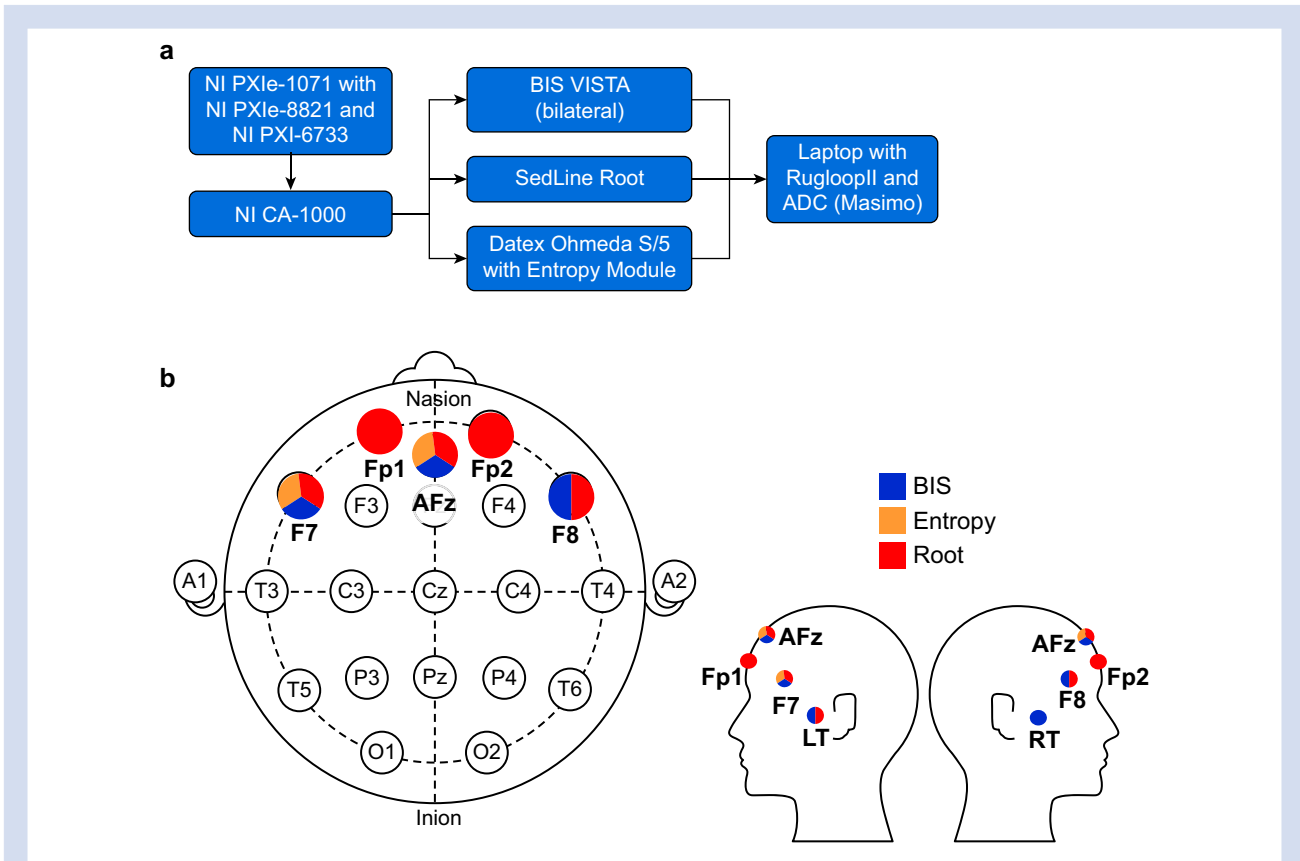 a
NI PXIe-1071 with
NI PXIe-8821 and
NI PXI-6733
NI CA-1000
BIS VISTA
(bilateral)
SedLine Root
Datex Ohmeda S/5
with Entropy Module
Laptop with
RugloopII and
ADC (Masimo)
b
Nasion
Fp1
Fp2
F7
F3
AFz
F4
F8
A1
T3
C3
Cz
C4
T4
A2
T5
P3
Pz
P4
T6
O1
O2
Inion
BIS
Entropy
Root
AFz
Fp1
F7
LT
AFz
Fp2
F8
RT